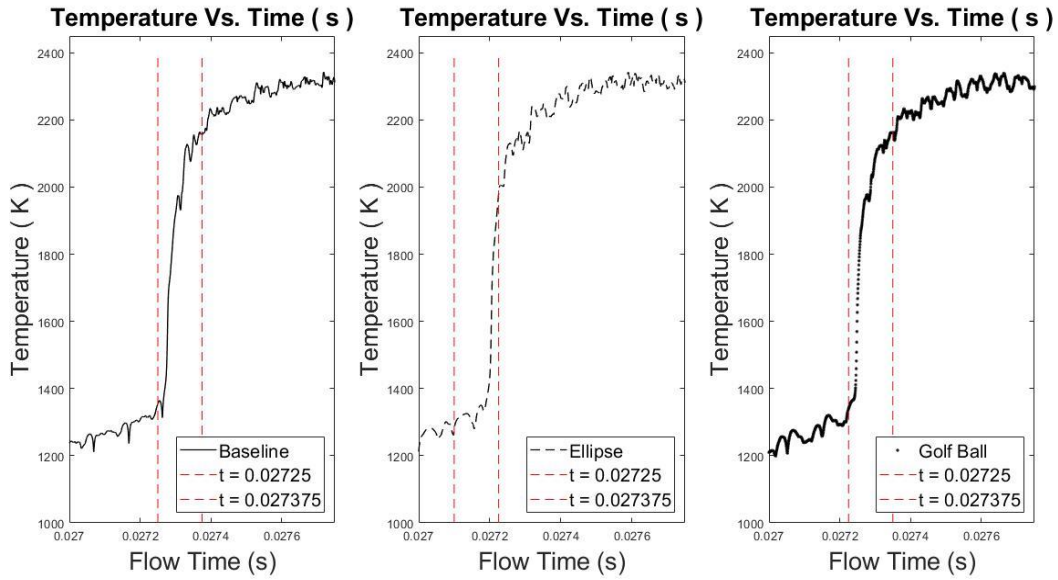 Temperature Vs. Time ( s )
2400
2200
2000
1800
1600
1400
1200
1000
Temperature ( K )
0.027
0.0272
0.0274
0.0276
Flow Time (s)
Baseline
t = 0.02725
t = 0.027375
Temperature Vs. Time ( s )
2400
2200
2000
1800
1600
1400
1200
1000
Temperature ( K )
0.027
0.0272
0.0274
0.0276
Flow Time (s)
Ellipse
t = 0.02725
t = 0.027375
Temperature Vs. Time ( s )
2400
2200
2000
1800
1600
1400
1200
1000
Temperature ( K )
0.027
0.0272
0.0274
0.0276
Flow Time (s)
Golf Ball
t = 0.02725
t = 0.027375